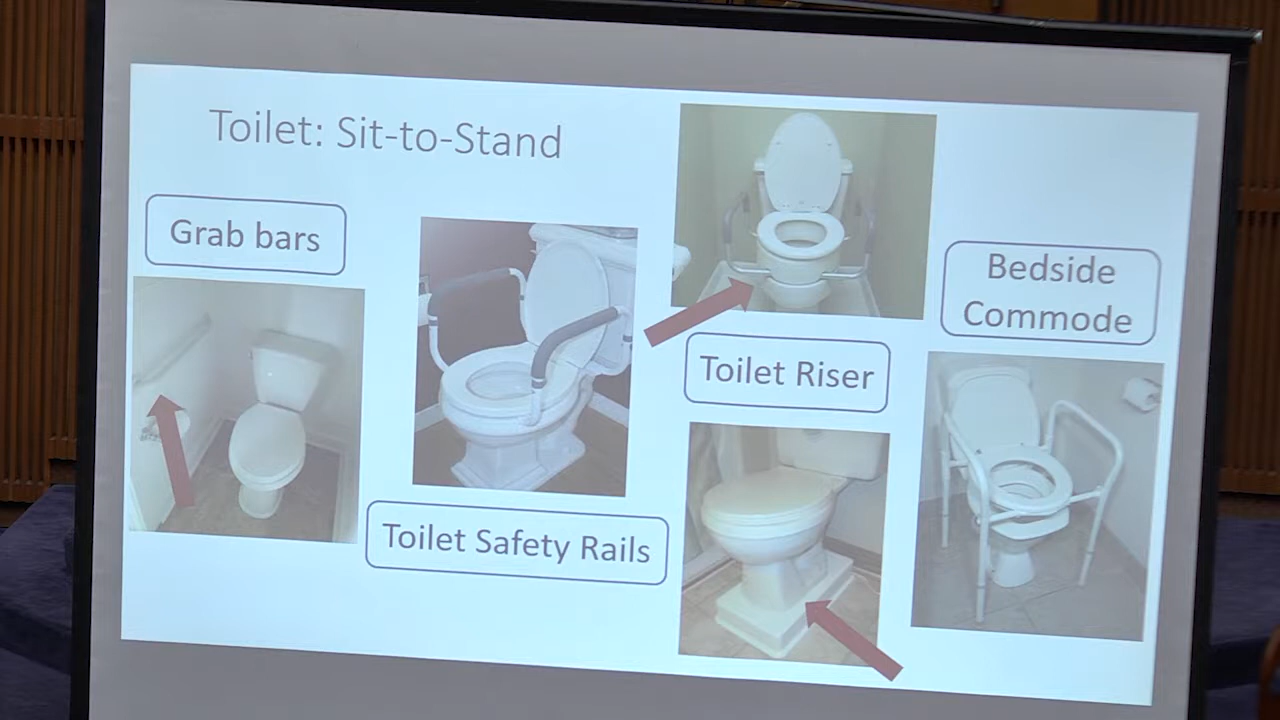 Toilet: Sit-to-Stand
Grab bars
Toilet Safety Rails
Toilet Riser
Bedside
Commode